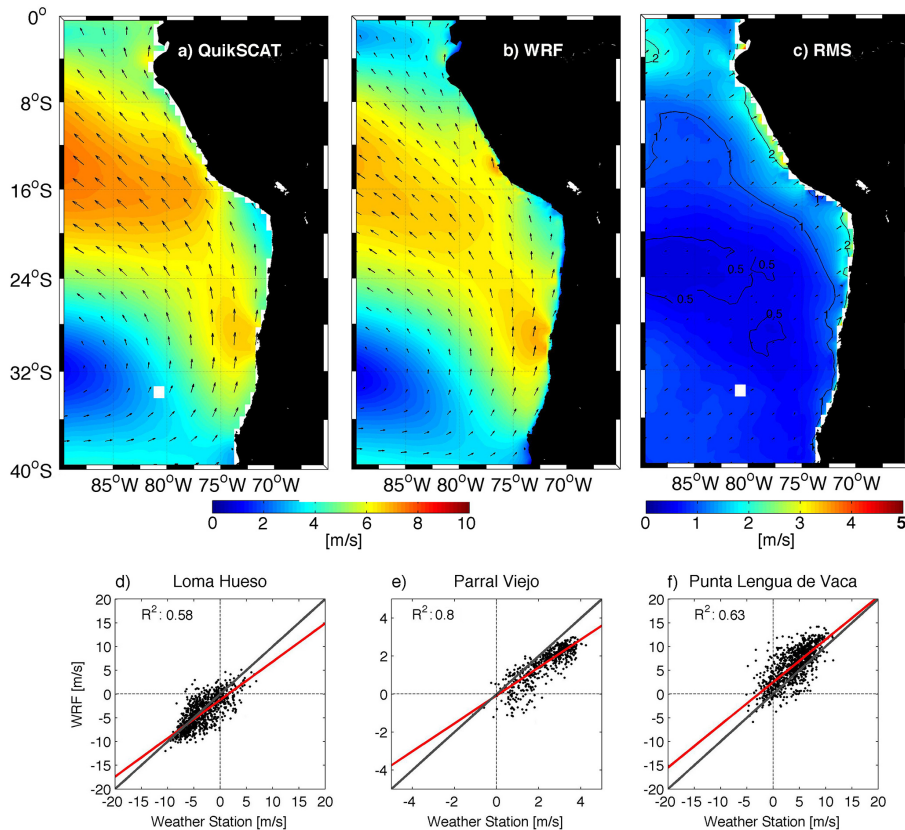 a) QuikSCAT
b) WRF
c) RMS
0°
8°S
16°S
24°S
32°S
40°S
2
1
1
2
2
0.5
0.5
0.5
0.5
85°W 80°W 75°W 70°W
85°W 80°W 75°W 70°W
85°W 80°W 75°W 70°W
0 2 4 6 8 10
[m/s]
0 1 2 3 4 5
[m/s]
d) Loma Hueso
e) Parral Viejo
f) Punta Lengua de Vaca
R²: 0.58
R²: 0.8
R²: 0.63
WRF [m/s]
20
15
10
5
0
-5
-10
-15
-20
-20 -15 -10 -5 0 5 10 15 20
Weather Station [m/s]
4
2
0
-2
-4
-4 -2 0 2 4
Weather Station [m/s]
20
15
10
5
0
-5
-10
-15
-20
-20 -15 -10 -5 0 5 10 15 20
Weather Station [m/s]